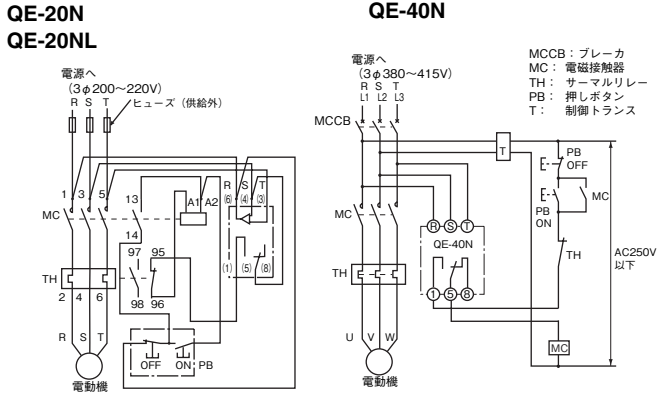 QE-20N
QE-20NL
電源へ
(3φ200～220V)
R S T
ヒューズ（供給外）
1 3 5
13
A1 A2
R S T
(6) (4) (3)
MC
14
97 95
(1) (5) (8)
TH
2 4 6
98 96
R S T
OFF ON PB
電動機
QE-40N
電源へ
(3φ380～415V)
R S T
L1 L2 L3
MCCB
MCCB：ブレーカ
MC： 電磁接触器
TH： サーマルリレー
PB： 押しボタン
T： 制御トランス
T
PB
OFF
MC
PB
ON
MC
R S T
QE-40N
TH
AC250V
以下
TH
1 5 8
U V W
MC
電動機